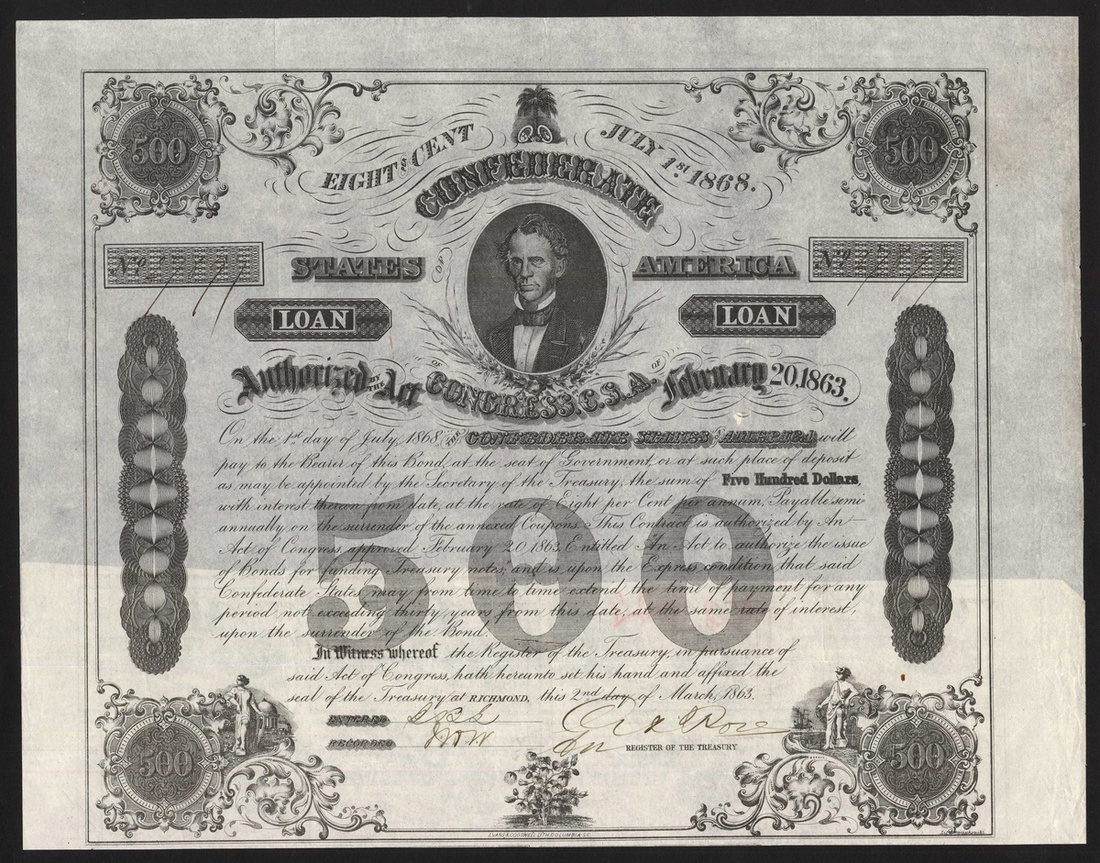 500
500
EIGHT PR CENT
JULY 1st 1868.
CONFEDERATE
No
STATES OF AMERICA
No
LOAN
LOAN
Authorized BY THE Act OF CONGRESS, C.S.A. OF February 20, 1863.
On the 1st day of July, 1868, THE CONFEDERATE STATES OF AMERICA will
pay to the Bearer of this Bond, at the seat of Government, or at such place of deposit
as may be appointed by the Secretary of the Treasury, the sum of Five Hundred Dollars,
with interest thereon from date, at the rate of Eight per Cent per annum, Payable semi
annually, on the surrender of the annexed Coupons. This Contract is authorized by An
Act of Congress, approved February 20, 1863, Entitled An Act to authorize the issue
of Bonds for funding Treasury notes, and is upon the Express condition that said
Confederate States may from time to time extend the time of payment for any
period not exceeding thirty years from this date, at the same rate of interest,
upon the surrender of the Bond.
500
In Witness whereof the Register of the Treasury, in pursuance of
said Act of Congress, hath hereunto set his hand and affixed the
seal of the Treasury at RICHMOND, this 2nd day of March, 1863.
ENTERED
RECORDED
REGISTER OF THE TREASURY
500
500
EVANS & COGSWELL LITH. COLUMBIA S.C.